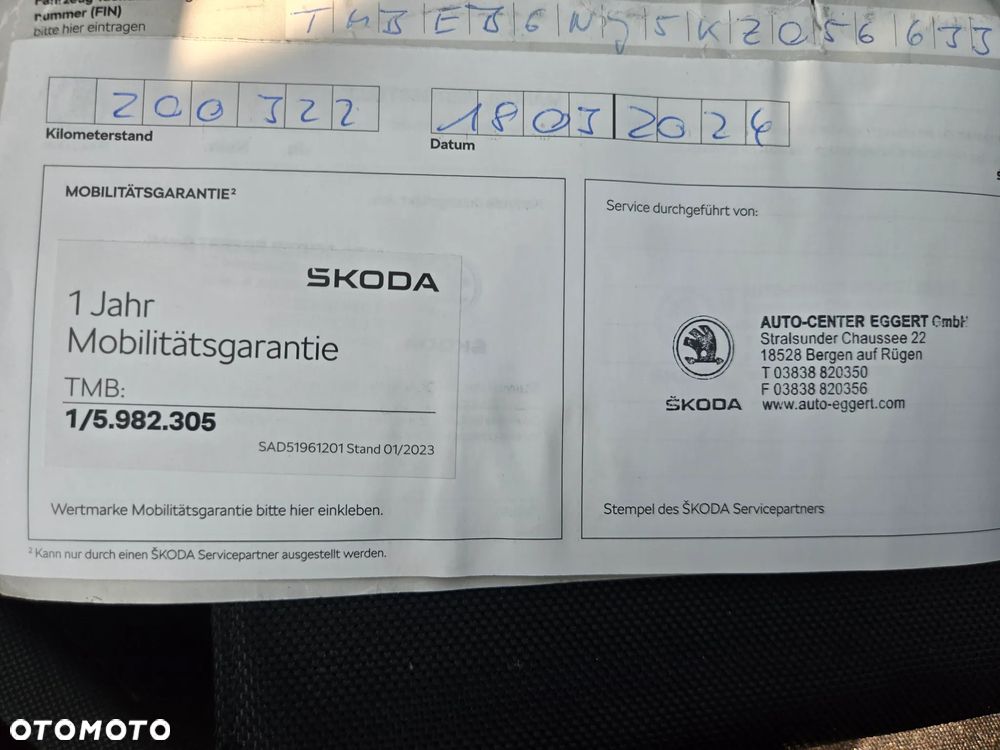 nummer (FIN)
bitte hier eintragen
TMBEB6NJ5KZ056633
200322
Kilometerstand
18032024
Datum
MOBILITÄTSGARANTIE²
ŠKODA
1 Jahr
Mobilitätsgarantie
TMB:
1/5.982.305
SAD51961201 Stand 01/2023
Wertmarke Mobilitätsgarantie bitte hier einkleben.
² Kann nur durch einen ŠKODA Servicepartner ausgestellt werden.
Service durchgeführt von:
AUTO-CENTER EGGERT GmbH
Stralsunder Chaussee 22
18528 Bergen auf Rügen
T 03838 820350
F 03838 820356
www.auto-eggert.com
ŠKODA
Stempel des ŠKODA Servicepartners
OTOMOTO